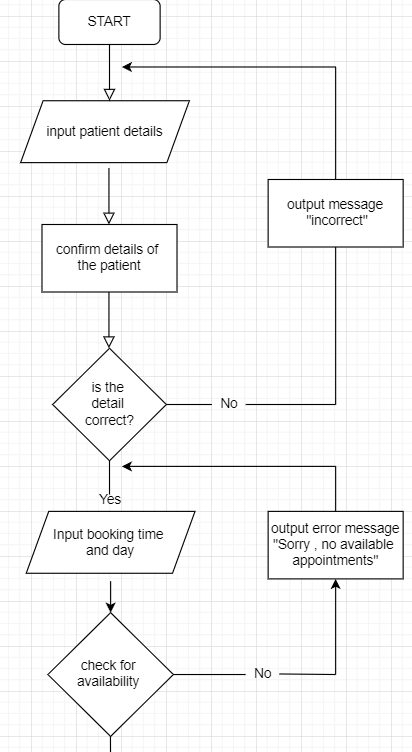 START
input patient details
output message
"incorrect"
confirm details of
the patient
is the
detail
correct?
No
Yes
Input booking time
and day
output error message
"Sorry , no available
appointments"
check for
availability
No